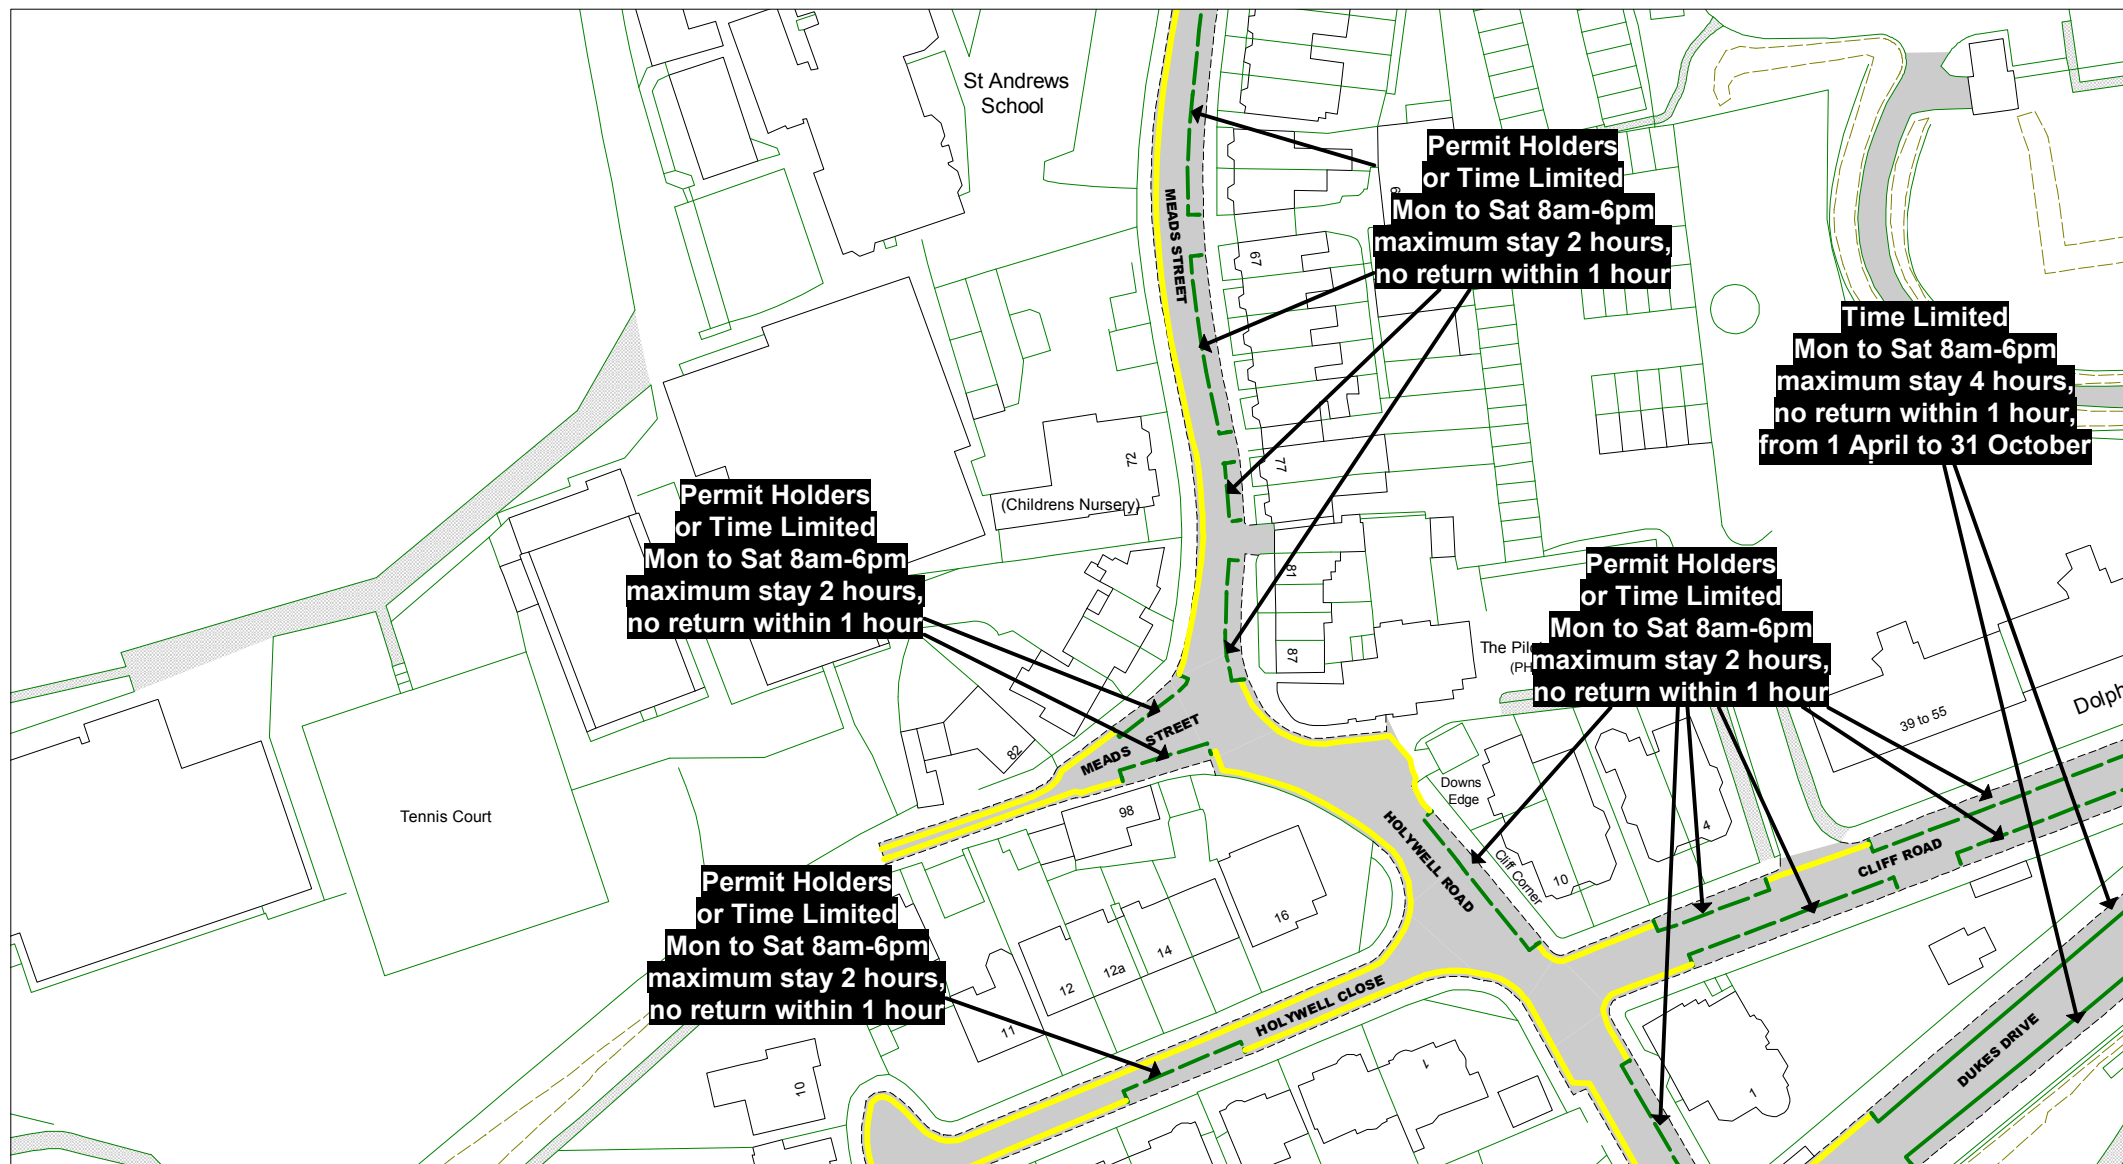 St Andrews
School
Permit Holders
or Time Limited
Mon to Sat 8am-6pm
maximum stay 2 hours,
no return within 1 hour
MEADS STREET
67
Time Limited
Mon to Sat 8am-6pm
maximum stay 4 hours,
no return within 1 hour,
from 1 April to 31 October
72
77
(Childrens Nursery)
Permit Holders
or Time Limited
Mon to Sat 8am-6pm
maximum stay 2 hours,
no return within 1 hour
81
87
Permit Holders
or Time Limited
Mon to Sat 8am-6pm
maximum stay 2 hours,
no return within 1 hour
The
(PH
39 to 55
MEADS STREET
82
Downs
Edge
98
Tennis Court
HOLYWELL ROAD
Cliff Corner
4
10
CLIFF ROAD
Permit Holders
or Time Limited
Mon to Sat 8am-6pm
maximum stay 2 hours,
no return within 1 hour
16
14
12a
12
11
10
HOLYWELL CLOSE
1
1
DUKES DRIVE